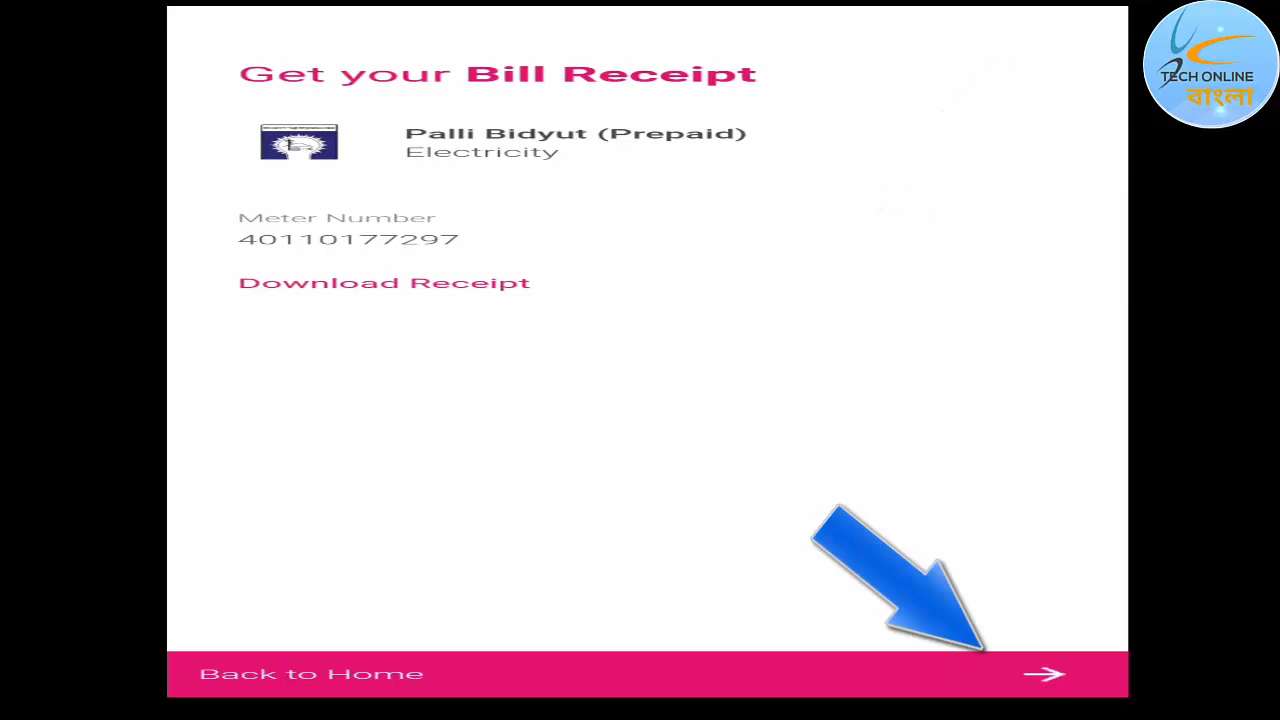 Get your Bill Receipt
Palli Bidyut (Prepaid)
Electricity
Meter Number
40110177297
Download Receipt
Back to Home
TECH ONLINE
বাংলা